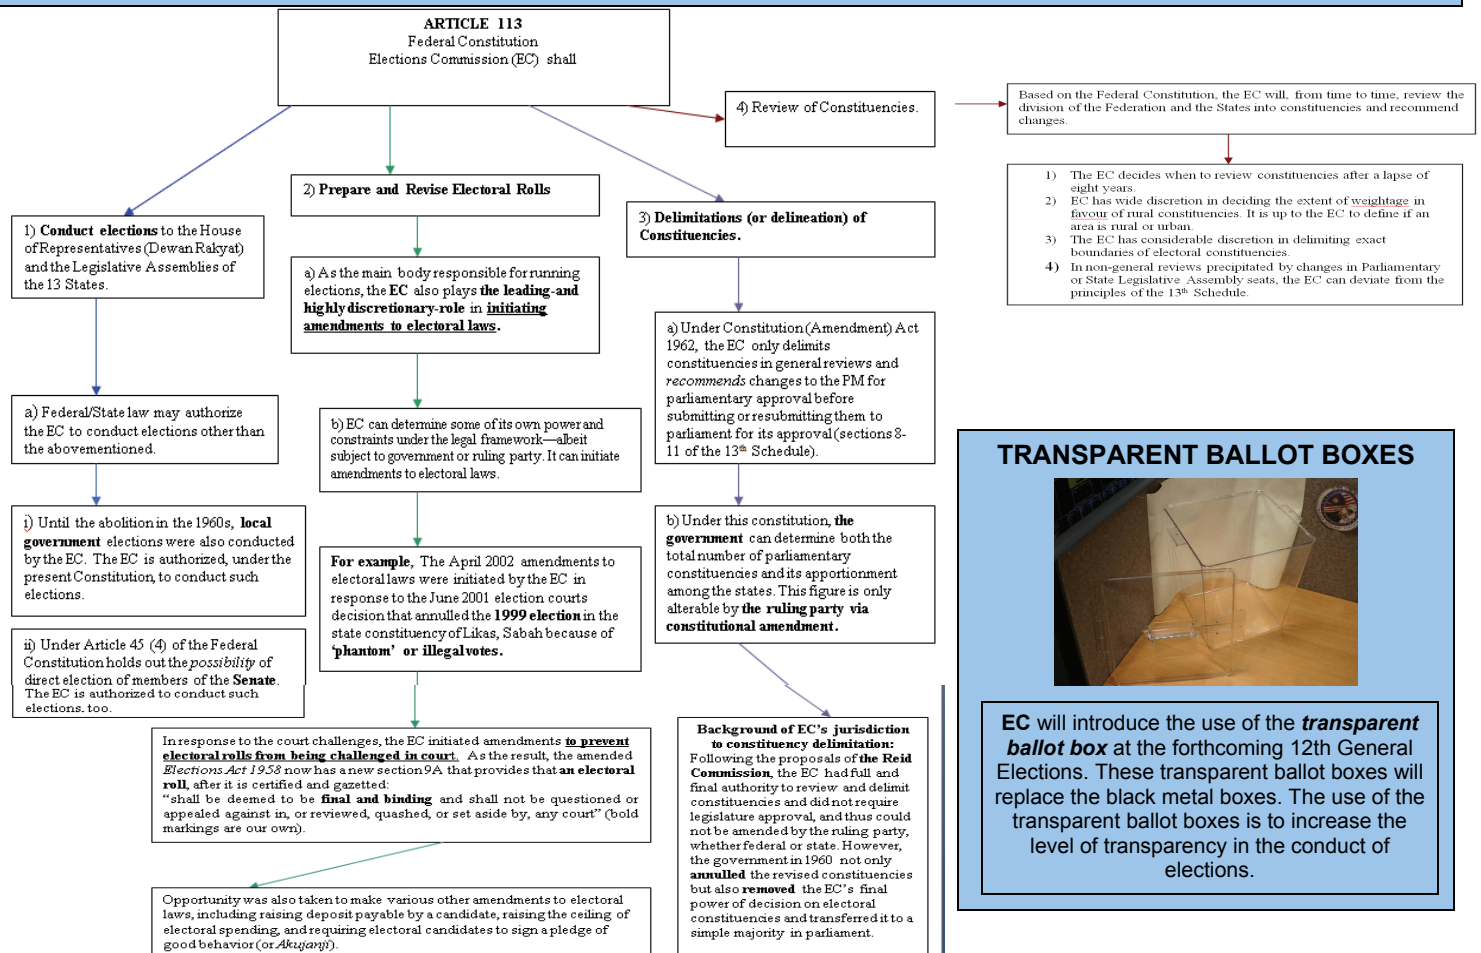 ARTICLE 113
Federal Constitution
Elections Commission (EC) shall
4) Review of Constituencies.
Based on the Federal Constitution, the EC will, from time to time, review the
division of the Federation and the States into constituencies and recommend
changes.
1) The EC decides when to review constituencies after a lapse of
eight years.
2) EC has wide discretion in deciding the extent of weightage in
favour of rural constituencies. It is up to the EC to define if an
area is rural or urban.
3) The EC has considerable discretion in delimiting exact
boundaries of electoral constituencies.
4) In non-general reviews precipitated by changes in Parliamentary
or State Legislative Assembly seats, the EC can deviate from the
principles of the 13th Schedule.
1) Conduct elections to the House
of Representatives (Dewan Rakyat)
and the Legislative Assemblies of
the 13 States.
a) Federal/State law may authorize
the EC to conduct elections other than
the abovementioned.
i) Until the abolition in the 1960s, local
government elections were also conducted
by the EC. The EC is authorized, under the
present Constitution, to conduct such
elections.
ii) Under Article 45 (4) of the Federal
Constitution holds out the possibility of
direct election of members of the Senate.
The EC is authorized to conduct such
elections, too.
2) Prepare and Revise Electoral Rolls
a) As the main body responsible for running
elections, the EC also plays the leading-and
highly discretionary-role in initiating
amendments to electoral laws.
b) EC can determine some of its own power and
constraints under the legal framework—albeit
subject to government or ruling party. It can initiate
amendments to electoral laws.
For example, The April 2002 amendments to
electoral laws were initiated by the EC in
response to the June 2001 election courts
decision that annulled the 1999 election in the
state constituency of Likas, Sabah because of
‘phantom’ or illegal votes.
In response to the court challenges, the EC initiated amendments to prevent
electoral rolls from being challenged in court. As the result, the amended
Elections Act 1958 now has a new section 9A that provides that an electoral
roll, after it is certified and gazetted:
“shall be deemed to be final and binding and shall not be questioned or
appealed against in, or reviewed, quashed, or set aside by, any court” (bold
markings are our own).
Opportunity was also taken to make various other amendments to electoral
laws, including raising deposit payable by a candidate, raising the ceiling of
electoral spending, and requiring electoral candidates to sign a pledge of
good behavior (or Akujanji).
3) Delimitations (or delineation) of
Constituencies.
a) Under Constitution (Amendment) Act
1962, the EC only delimits
constituencies in general reviews and
recommends changes to the PM for
parliamentary approval before
submitting or resubmitting them to
parliament for its approval (sections 8-
11 of the 13th Schedule).
b) Under this constitution, the
government can determine both the
total number of parliamentary
constituencies and its apportionment
among the states. This figure is only
alterable by the ruling party via
constitutional amendment.
Background of EC’s jurisdiction
to constituency delimitation:
Following the proposals of the Reid
Commission, the EC had full and
final authority to review and delimit
constituencies and did not require
legislature approval, and thus could
not be amended by the ruling party,
whether federal or state. However,
the government in 1960 not only
annulled the revised constituencies
but also removed the EC’s final
power of decision on electoral
constituencies and transferred it to a
simple majority in parliament.
TRANSPARENT BALLOT BOXES
EC will introduce the use of the transparent
ballot box at the forthcoming 12th General
Elections. These transparent ballot boxes will
replace the black metal boxes. The use of the
transparent ballot boxes is to increase the
level of transparency in the conduct of
elections.